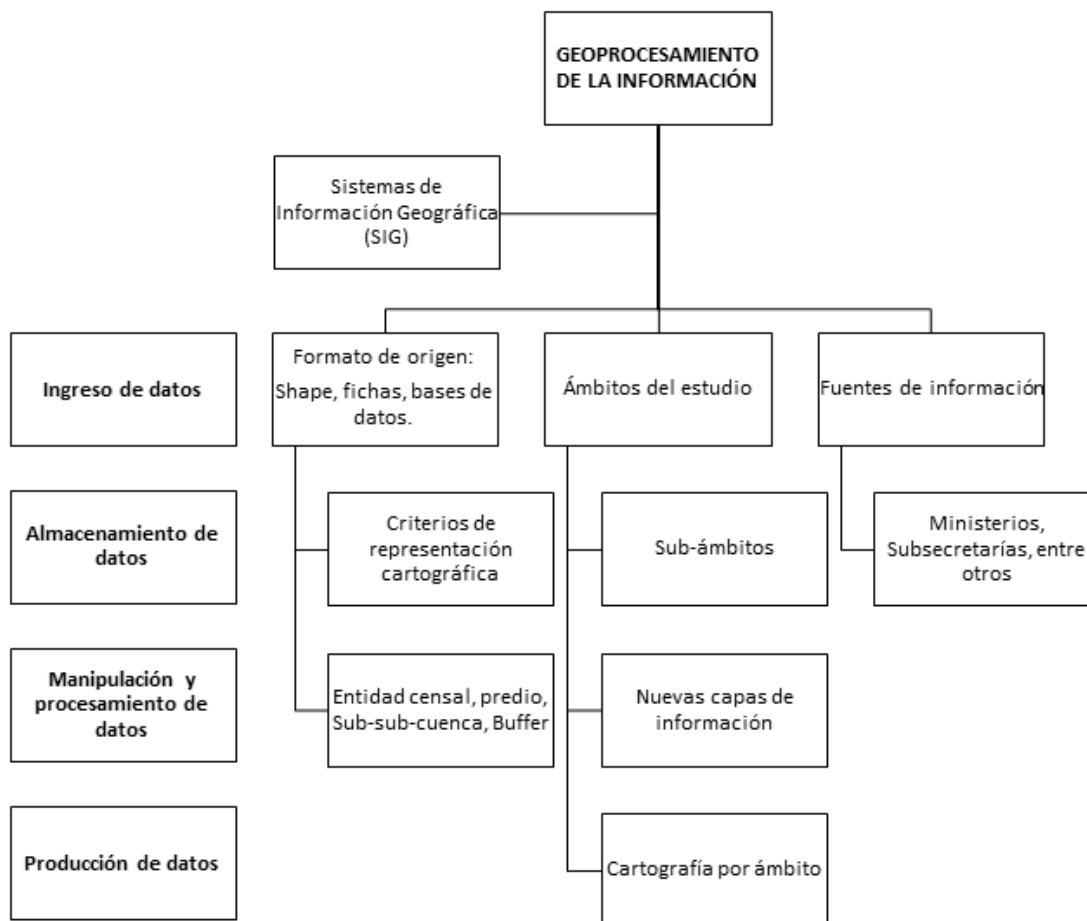 GEOPROCESAMIENTO
DE LA INFORMACIÓN
Sistemas de
Información Geográfica
(SIG)
Ingreso de datos
Formato de origen:
Shape, fichas, bases de
datos.
Ámbitos del estudio
Fuentes de información
Almacenamiento de
datos
Criterios de
representación
cartográfica
Sub-ámbitos
Ministerios,
Subsecretarías, entre
otros
Manipulación y
procesamiento de
datos
Entidad censal, predio,
Sub-sub-cuenca, Buffer
Nuevas capas de
información
Producción de datos
Cartografía por ámbito